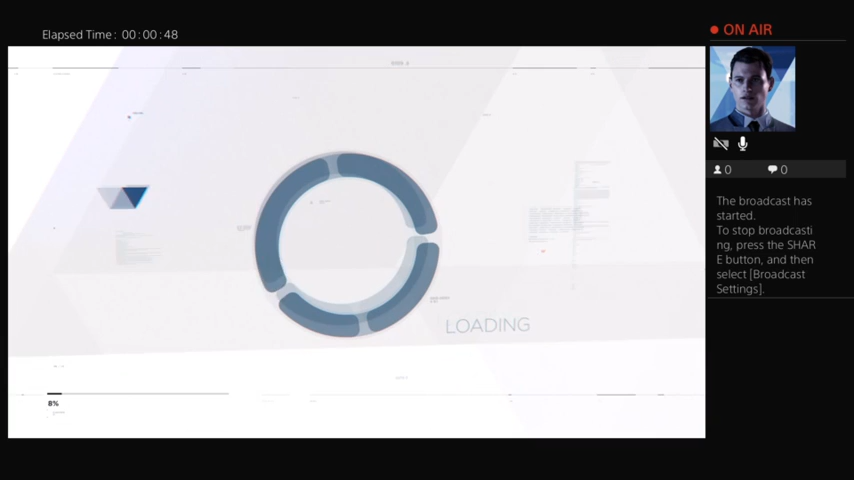 Elapsed Time : 00:00:48
ON AIR
0
0
The broadcast has
started.
To stop broadcasti
ng, press the SHAR
E button, and then
select [Broadcast
Settings].
LOADING
8%